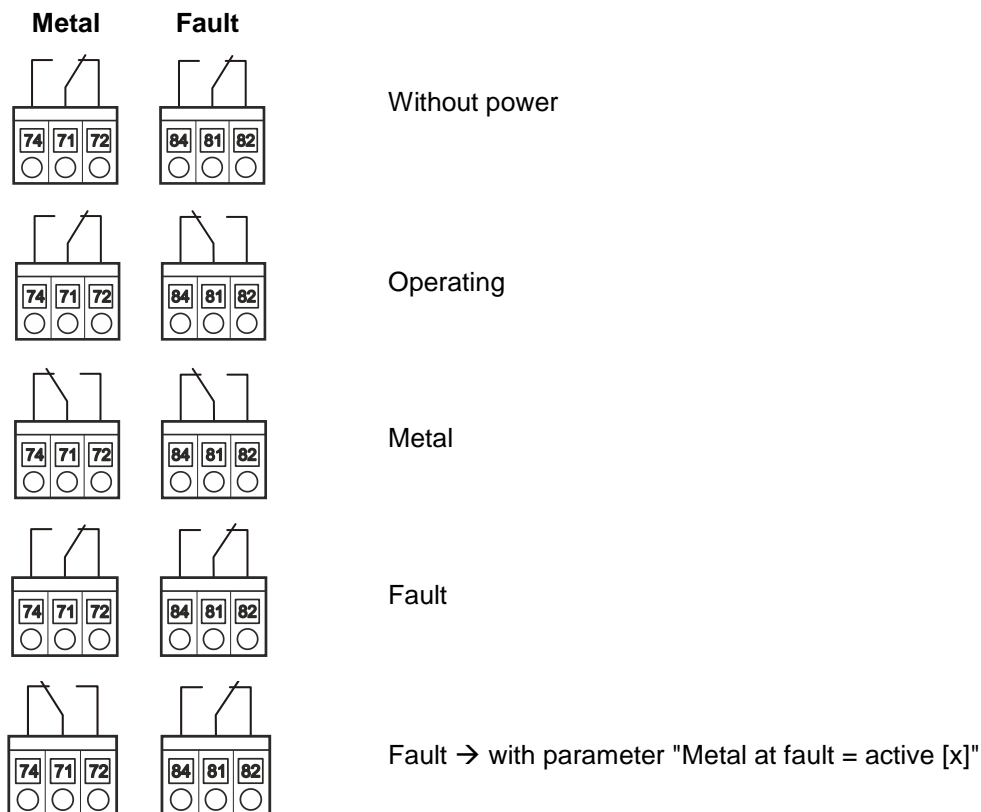 Metal Fault
74 71 72 84 81 82 Without power
74 71 72 84 81 82 Operating
74 71 72 84 81 82 Metal
74 71 72 84 81 82 Fault
74 71 72 84 81 82 Fault → with parameter "Metal at fault = active [x]"